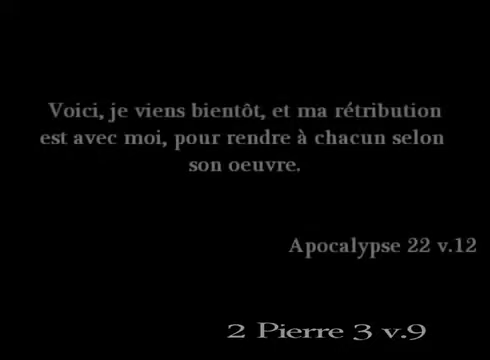 Voici, je viens bientôt, et ma rétribution
est avec moi, pour rendre à chacun selon
son oeuvre.
Apocalypse 22 v.12
2 Pierre 3 v.9